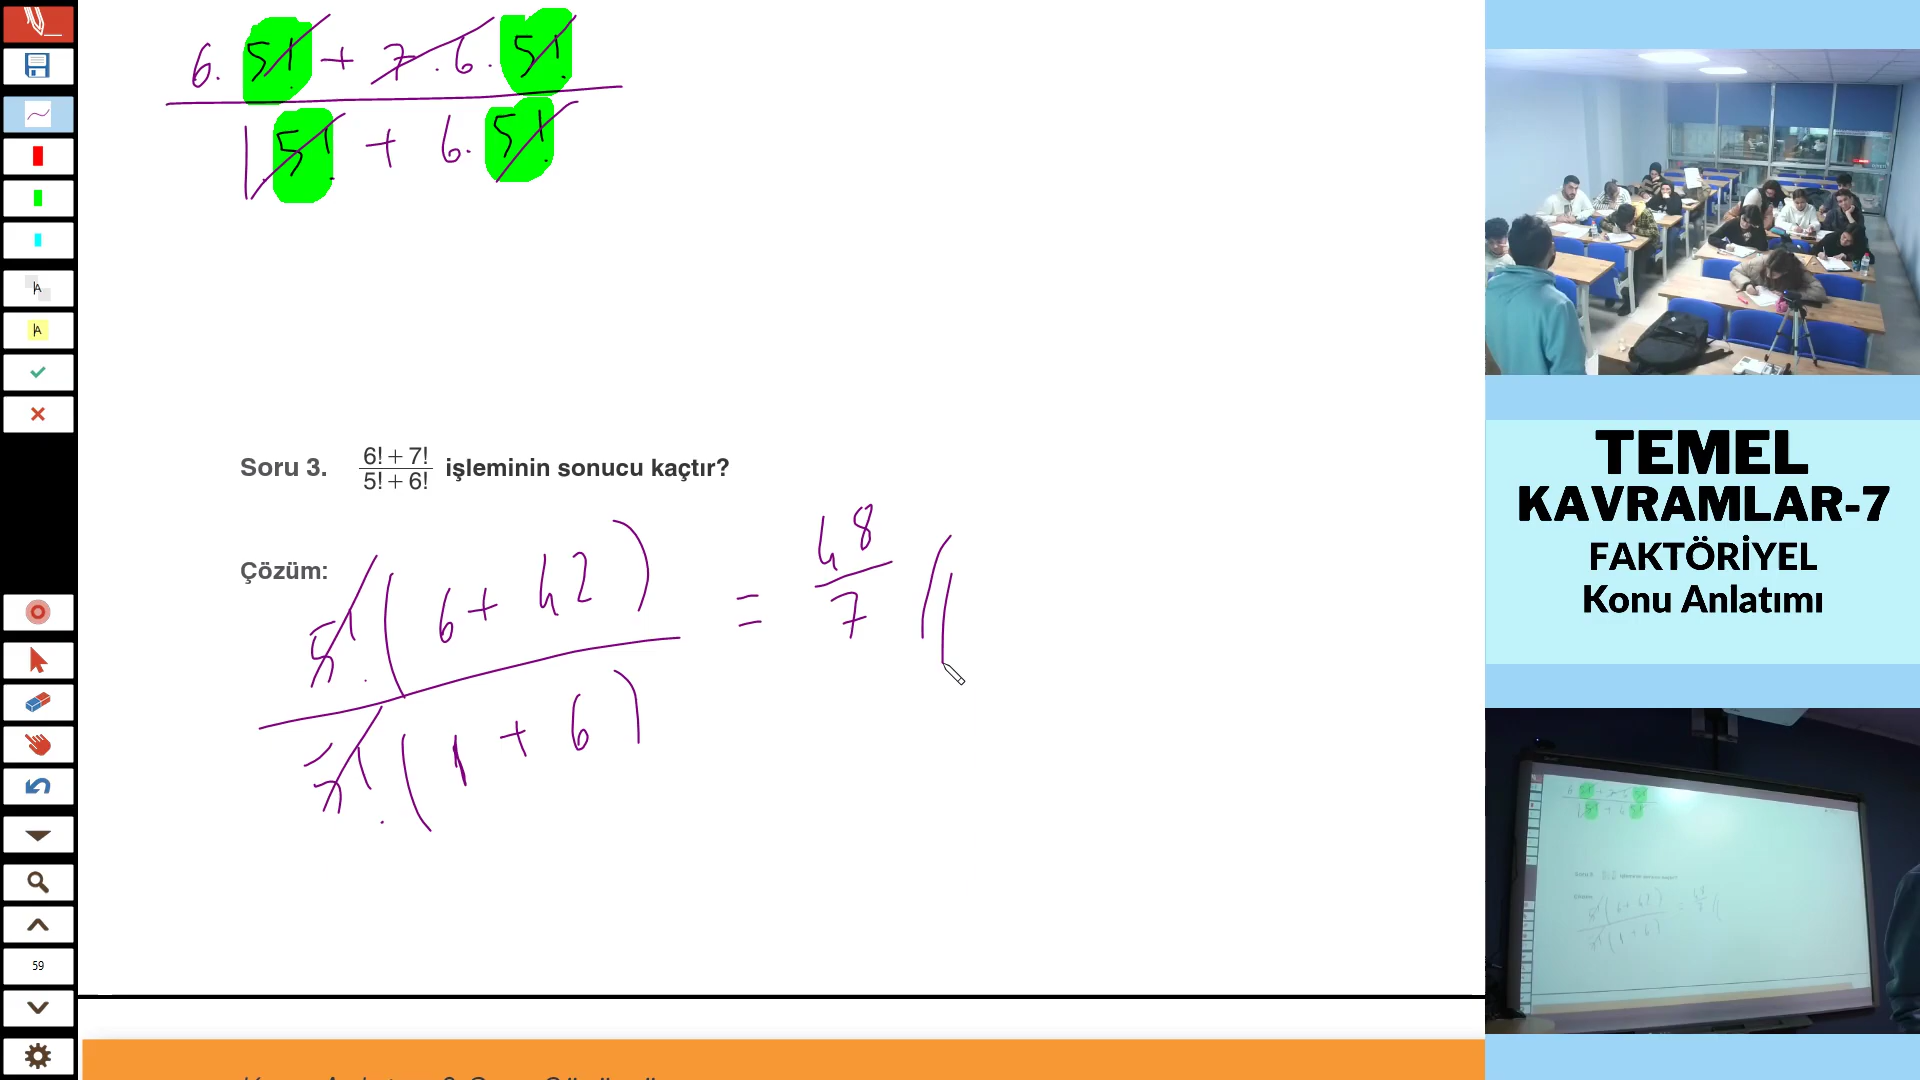 6. 5! + 7 . 6 . 5!
1. 5! + 6. 5!
Soru 3. 6! + 7! / 5! + 6! işleminin sonucu kaçtır?
Çözüm:
5! . ( 6 + 42 ) = 48
5! . ( 1 + 6 ) 7
59
TEMEL
KAVRAMLAR-7
FAKTÖRİYEL
Konu Anlatımı